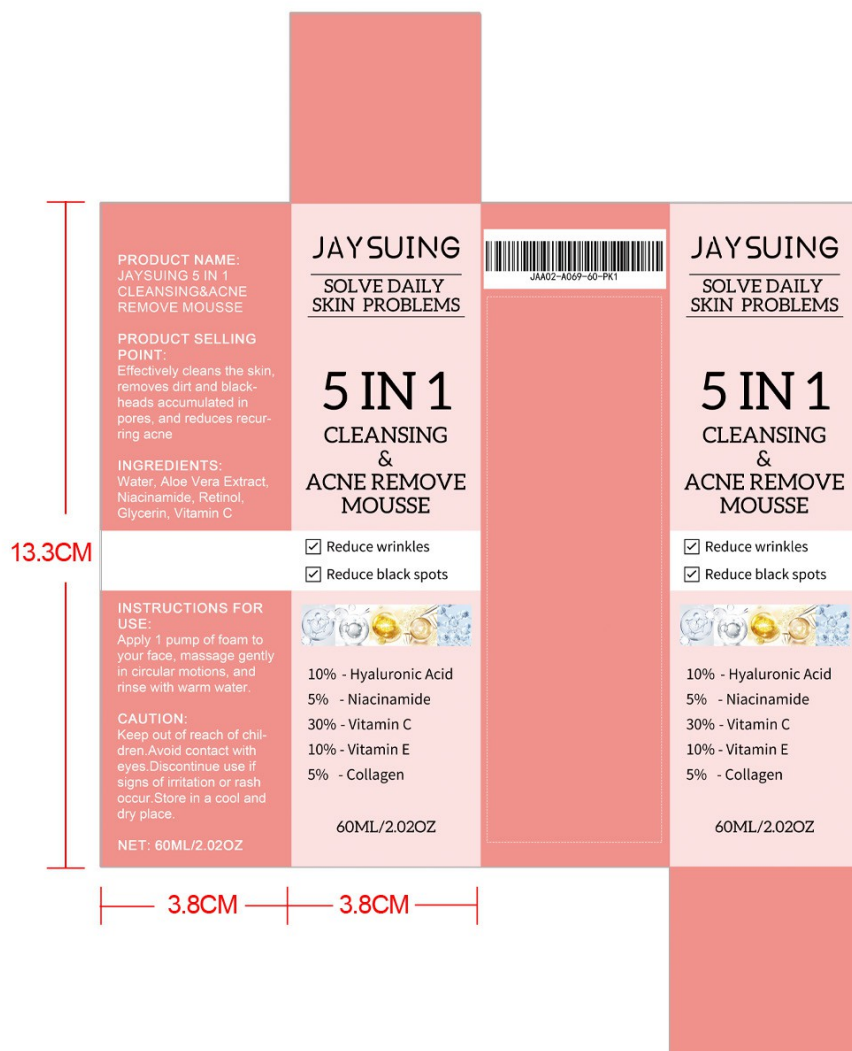 PRODUCT NAME:
JAYSUING 5 IN 1
CLEANSING&ACNE
REMOVE MOUSSE
PRODUCT SELLING
POINT:
Effectively cleans the skin,
removes dirt and black-
heads accumulated in
pores, and reduces recur-
ring acne
INGREDIENTS:
Water, Aloe Vera Extract,
Niacinamide, Retinol,
Glycerin, Vitamin C
INSTRUCTIONS FOR
USE:
Apply 1 pump of foam to
your face, massage gently
in circular motions, and
rinse with warm water.
CAUTION:
Keep out of reach of chil-
dren.Avoid contact with
eyes.Discontinue use if
signs of irritation or rash
occur.Store in a cool and
dry place.
NET: 60ML/2.02OZ
JAYSUING
SOLVE DAILY
SKIN PROBLEMS
5 IN 1
CLEANSING
&
ACNE REMOVE
MOUSSE
Reduce wrinkles
Reduce black spots
10% - Hyaluronic Acid
5% - Niacinamide
30% - Vitamin C
10% - Vitamin E
5% - Collagen
60ML/2.02OZ
JAA02-A069-60-PK1
JAYSUING
SOLVE DAILY
SKIN PROBLEMS
5 IN 1
CLEANSING
&
ACNE REMOVE
MOUSSE
Reduce wrinkles
Reduce black spots
10% - Hyaluronic Acid
5% - Niacinamide
30% - Vitamin C
10% - Vitamin E
5% - Collagen
60ML/2.02OZ
13.3CM
3.8CM
3.8CM